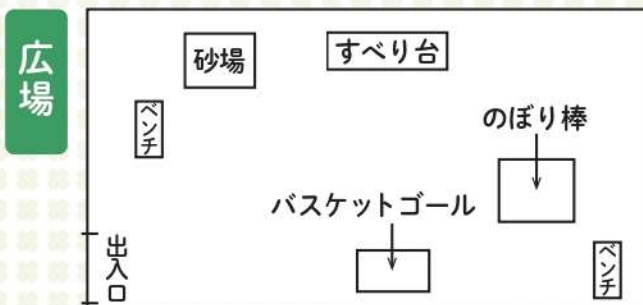 広場
砂場
すべり台
ベンチ
のぼり棒
バスケットゴール
出入口
ベンチ